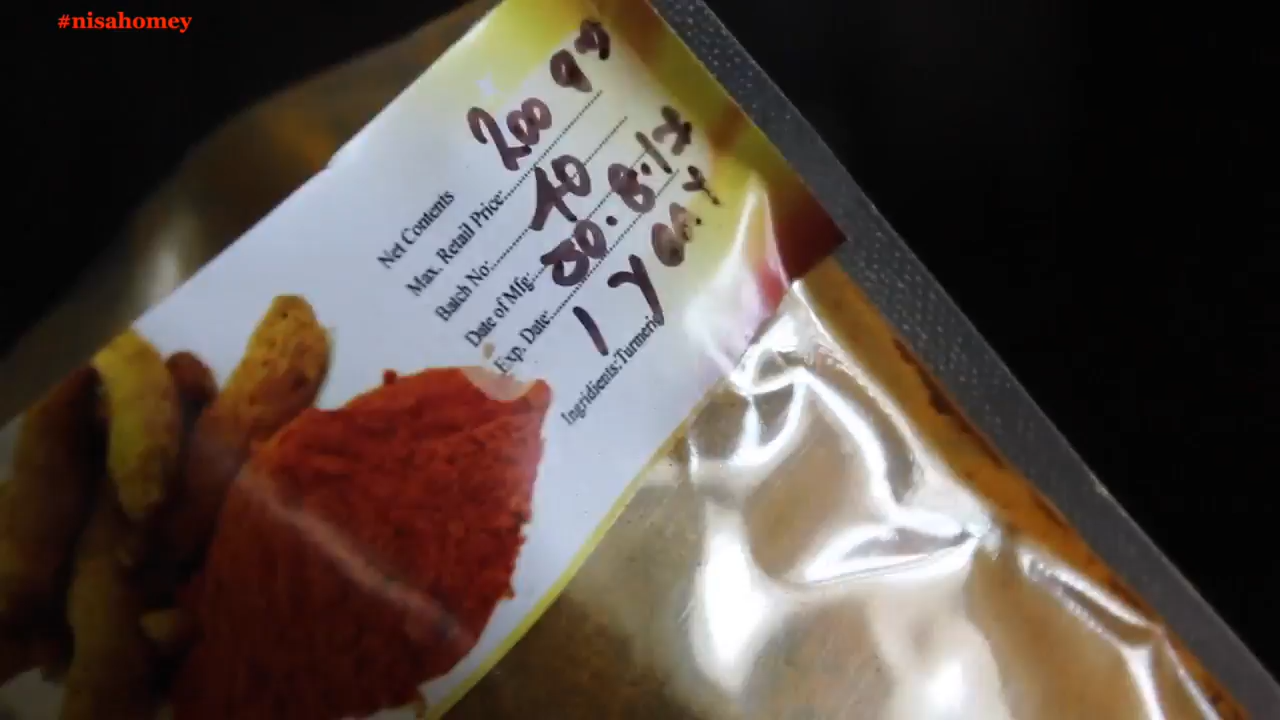 #nisahomey
Net Contents 200 gm
Max. Retail Price:
Batch No: 40
Date of Mfg: 30.8.17
Exp. Date: 1 year
Ingridients:Turmeric